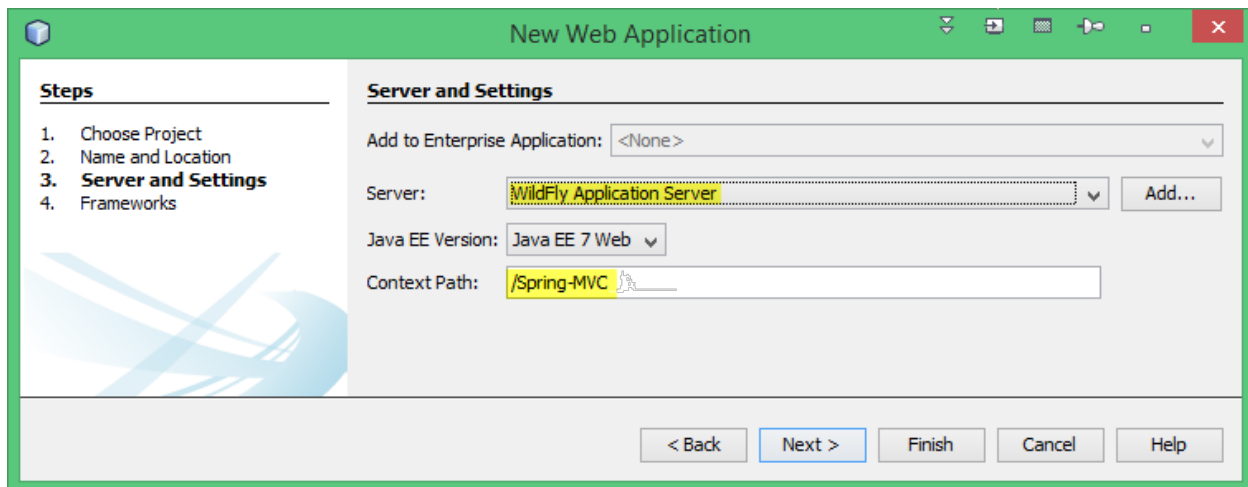 New Web Application
Steps
1. Choose Project
2. Name and Location
3. Server and Settings
4. Frameworks
Server and Settings
Add to Enterprise Application: <None>
Server: WildFly Application Server Add...
Java EE Version: Java EE 7 Web
Context Path: /Spring-MVC
< Back Next > Finish Cancel Help